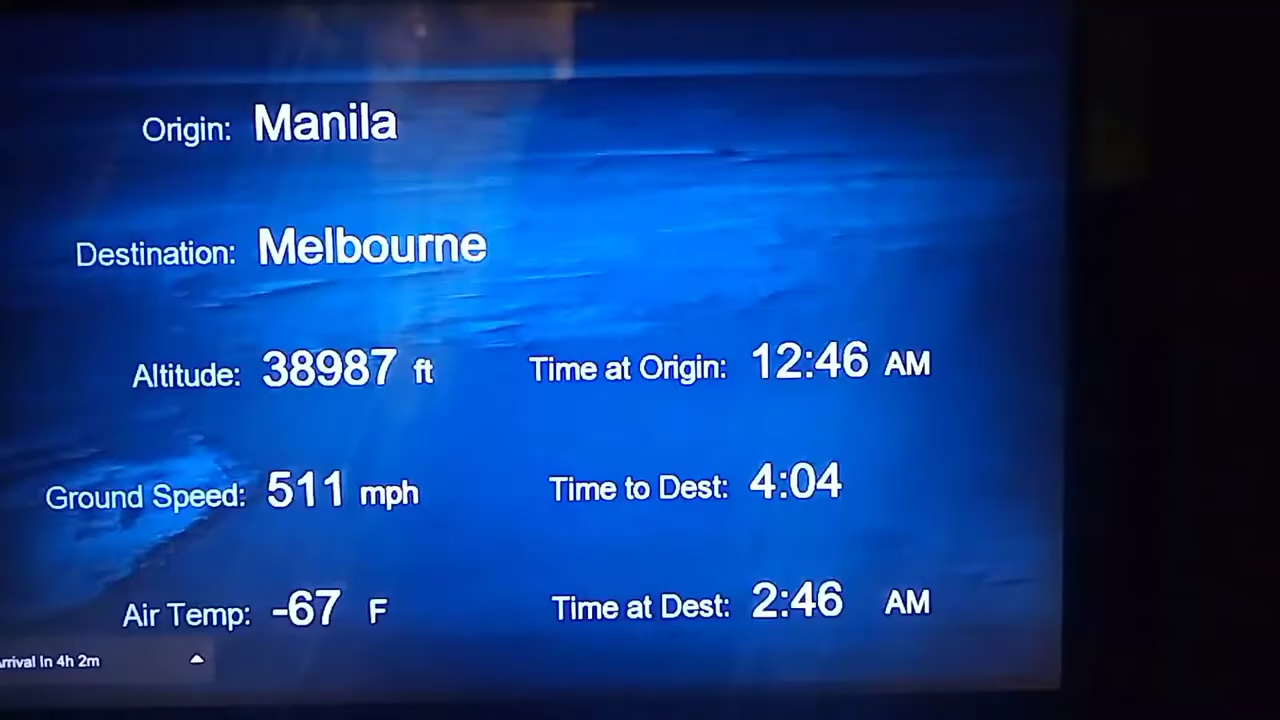 Origin: Manila
Destination: Melbourne
Altitude: 38987 ft
Time at Origin: 12:46 AM
Ground Speed: 511 mph
Time to Dest: 4:04
Air Temp: -67 F
Time at Dest: 2:46 AM
rrival In 4h 2m